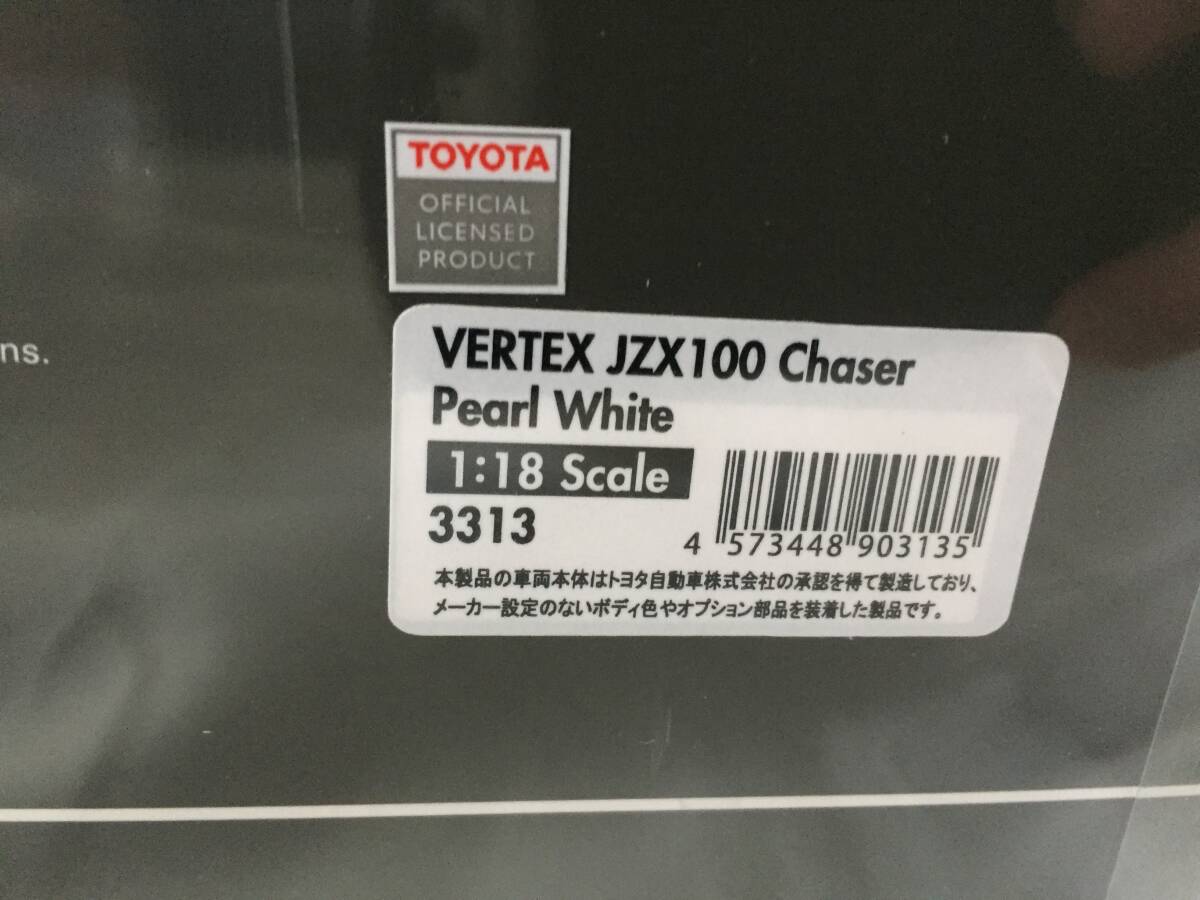 TOYOTA
OFFICIAL
LICENSED
PRODUCT
ns.
VERTEX JZX100 Chaser
Pearl White
1:18 Scale
3313
4 573448 903135
本製品の車両本体はトヨタ自動車株式会社の承認を得て製造しており、
メーカー設定のないボディ色やオプション部品を装着した製品です。